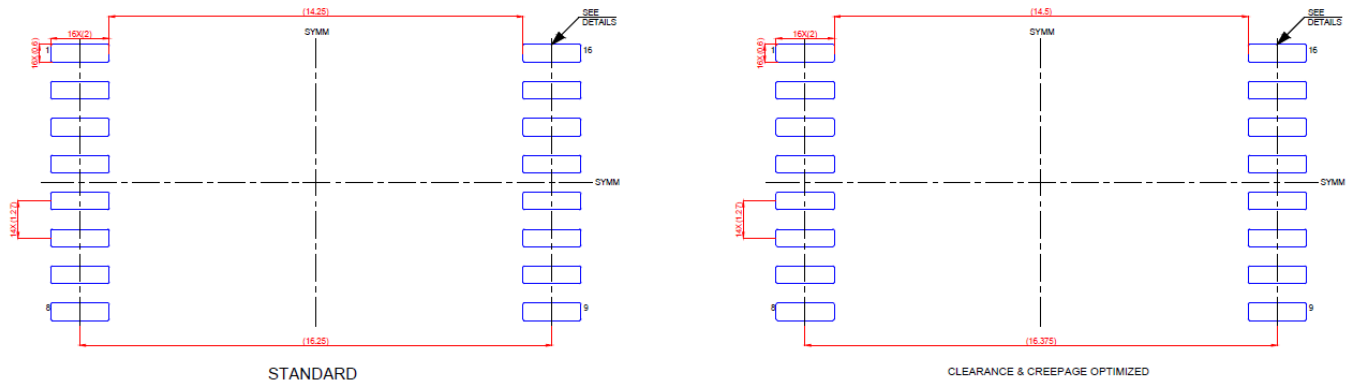 (14.25)
SEE
DETAILS
16X(2)
SYMM
1
16
16X(0.6)
SYMM
14X(1.27)
8
9
(16.25)
STANDARD
(14.5)
SEE
DETAILS
16X(2)
SYMM
1
16
16X(0.6)
SYMM
14X(1.27)
8
9
(16.375)
CLEARANCE & CREEPAGE OPTIMIZED